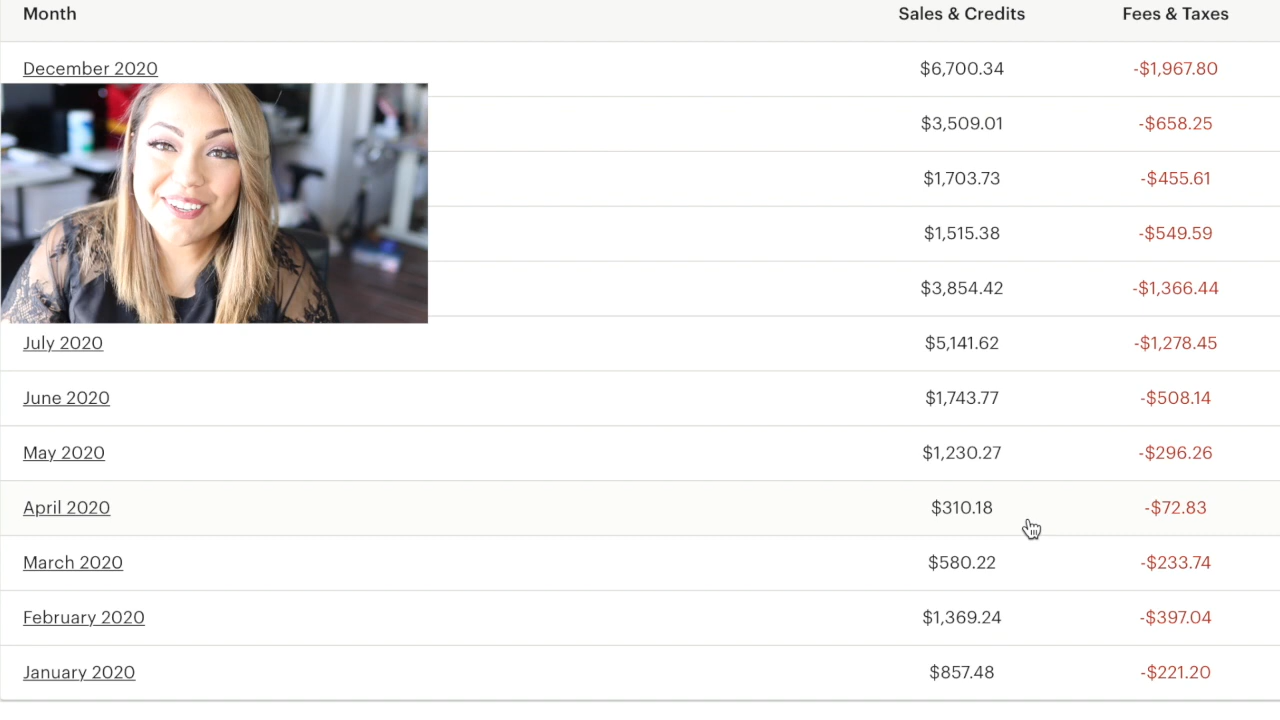 Month Sales & Credits Fees & Taxes
December 2020 $6,700.34 -$1,967.80
$3,509.01 -$658.25
$1,703.73 -$455.61
$1,515.38 -$549.59
$3,854.42 -$1,366.44
July 2020 $5,141.62 -$1,278.45
June 2020 $1,743.77 -$508.14
May 2020 $1,230.27 -$296.26
April 2020 $310.18 -$72.83
March 2020 $580.22 -$233.74
February 2020 $1,369.24 -$397.04
January 2020 $857.48 -$221.20